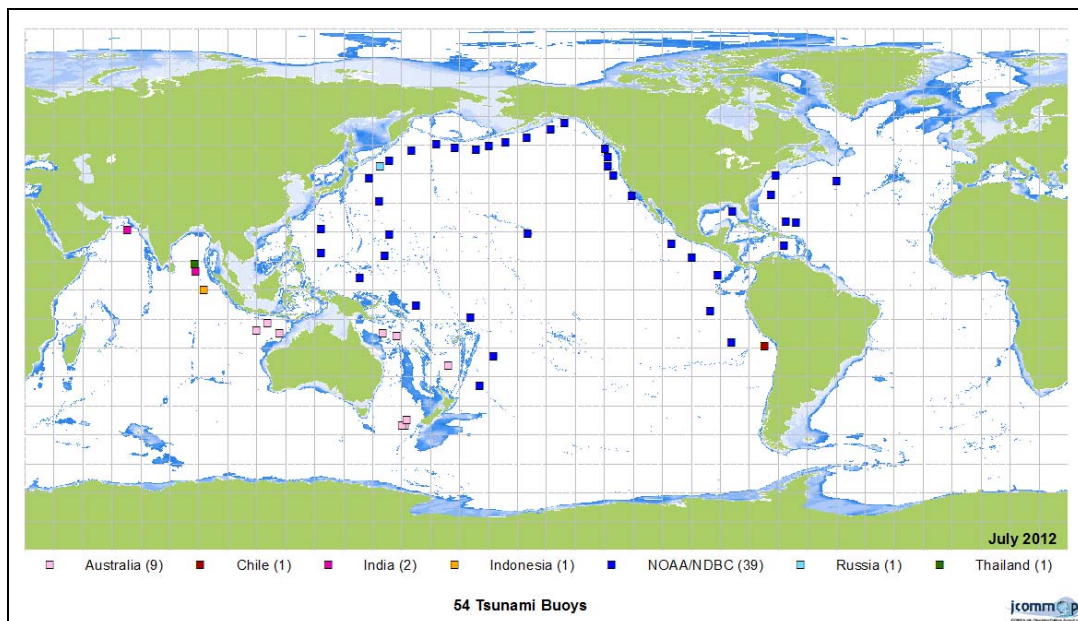 July 2012
Australia (9) Chile (1) India (2) Indonesia (1) NOAA/NDBC (39) Russia (1) Thailand (1)
54 Tsunami Buoys
jcommop